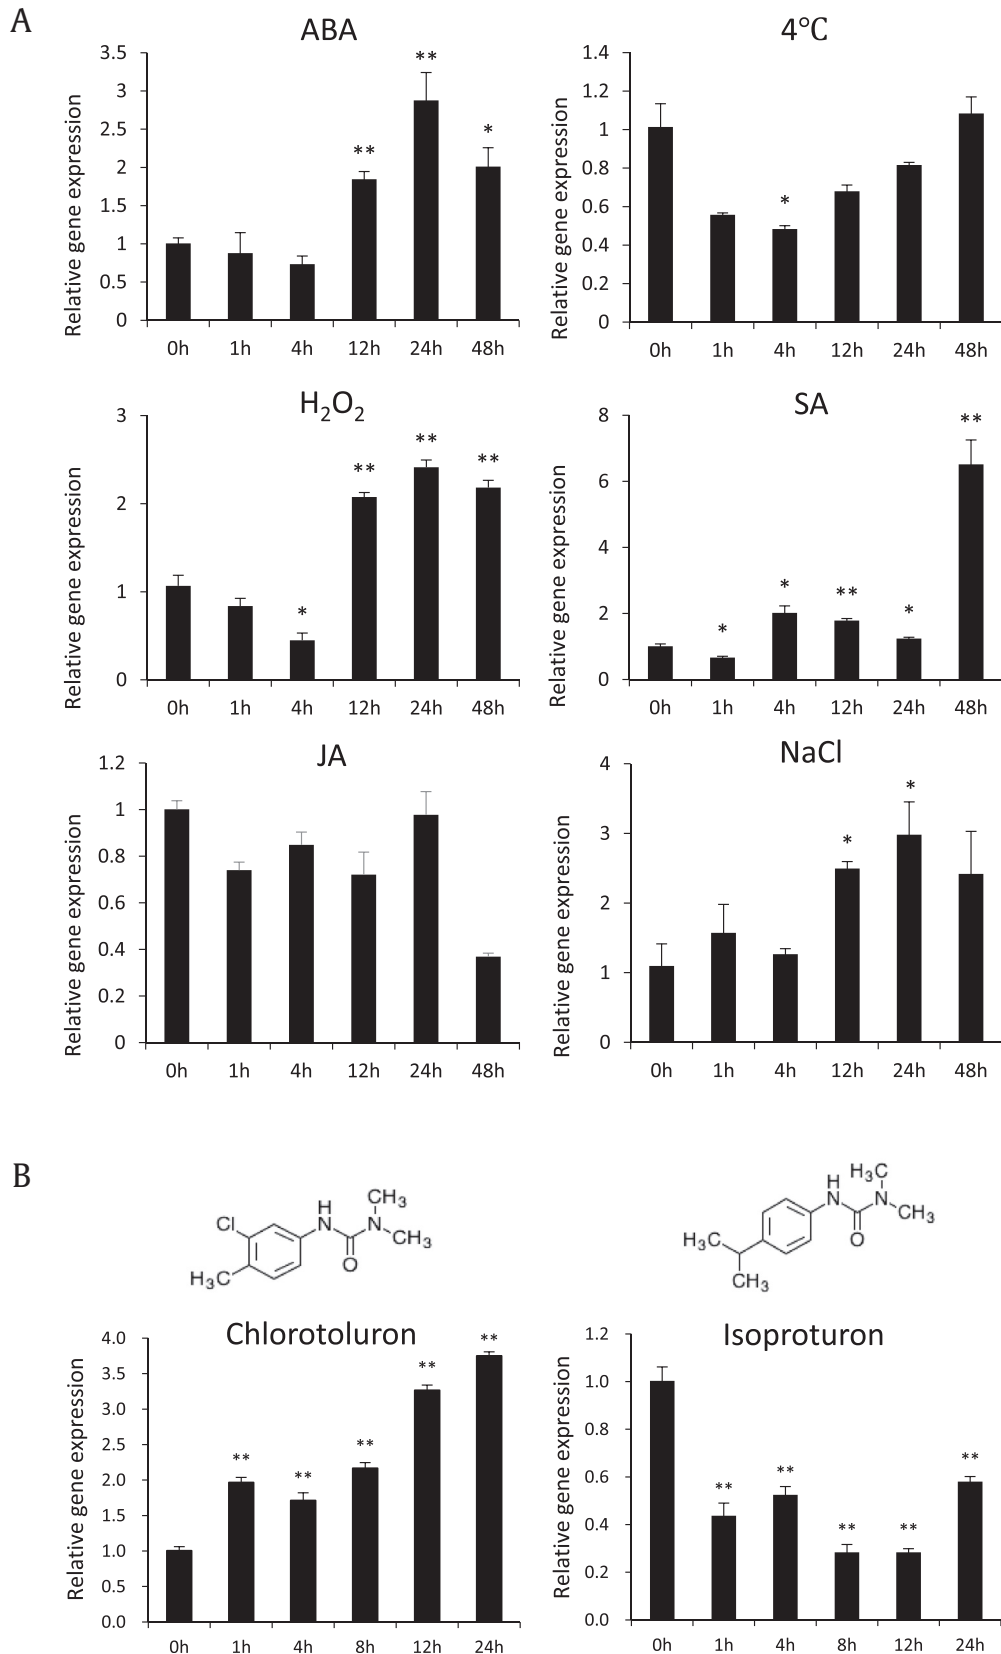 A
ABA
Relative gene expression
3.5
3
2.5
2
1.5
1
0.5
0
0h 1h 4h 12h 24h 48h
** ** *
4°C
Relative gene expression
1.4
1.2
1
0.8
0.6
0.4
0.2
0
0h 1h 4h 12h 24h 48h
*
H₂O₂
Relative gene expression
3
2
1
0
0h 1h 4h 12h 24h 48h
* ** ** **
SA
Relative gene expression
8
6
4
2
0
0h 1h 4h 12h 24h 48h
* * ** * **
JA
Relative gene expression
1.2
1
0.8
0.6
0.4
0.2
0
0h 1h 4h 12h 24h 48h
NaCl
Relative gene expression
4
3
2
1
0
0h 1h 4h 12h 24h 48h
* *
B
Cl
H₃C
H
N
O
N
CH₃
CH₃
H₃C
CH₃
H
N
O
H₃C
N
CH₃
Chlorotoluron
Relative gene expression
4.0
3.5
3.0
2.5
2.0
1.5
1.0
0.5
0.0
0h 1h 4h 8h 12h 24h
** ** ** ** **
Isoproturon
Relative gene expression
1.2
1.0
0.8
0.6
0.4
0.2
0.0
0h 1h 4h 8h 12h 24h
** ** ** ** **